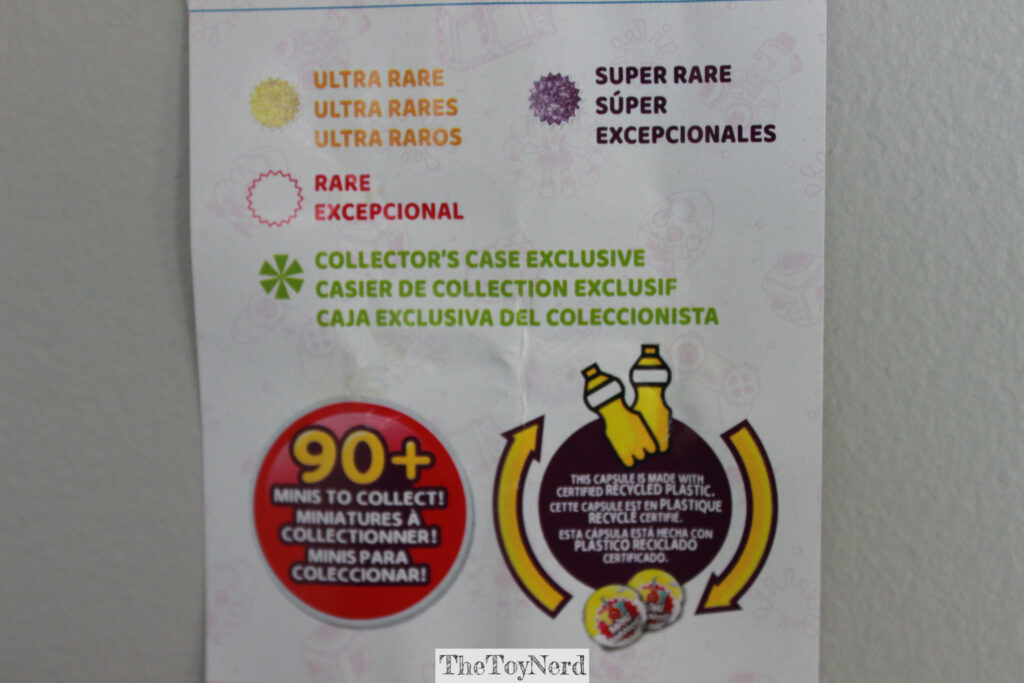 ULTRA RARE
ULTRA RARES
ULTRA RAROS
SUPER RARE
SÚPER
EXCEPCIONALES
RARE
EXCEPCIONAL
COLLECTOR'S CASE EXCLUSIVE
CASIER DE COLLECTION EXCLUSIF
CAJA EXCLUSIVA DEL COLECCIONISTA
90+
MINIS TO COLLECT!
MINIATURES À
COLLECTIONNER!
MINIS PARA
COLECCIONAR!
THIS CAPSULE IS MADE WITH
CERTIFIED RECYCLED PLASTIC.
CETTE CAPSULE EST EN PLASTIQUE
RECYCLÉ CERTIFIÉ.
ESTA CAPSULA ESTÁ HECHA CON
PLÁSTICO RECICLADO
CERTIFICADO.
TheToyNerd